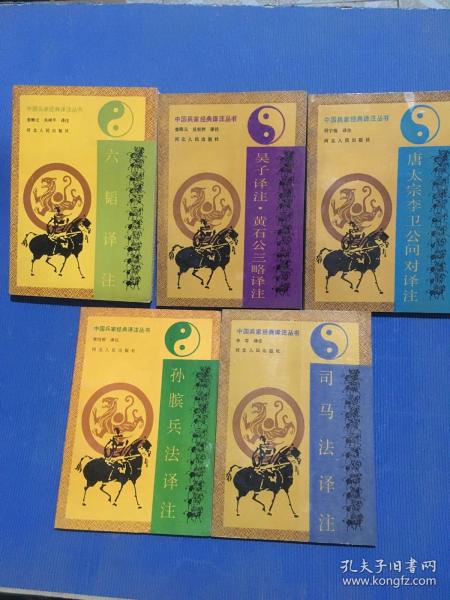 中国兵家经典译注丛书
河北人民出版社
六韬译注
中国兵家经典译注丛书
河北人民出版社
吴子译注·黄石公三略译注
中国兵家经典译注丛书
河北人民出版社
唐太宗李卫公问对译注
中国兵家经典译注丛书
河北人民出版社
孙膑兵法译注
中国兵家经典译注丛书
河北人民出版社
司马法译注
孔夫子旧书网
www.kongfz.com